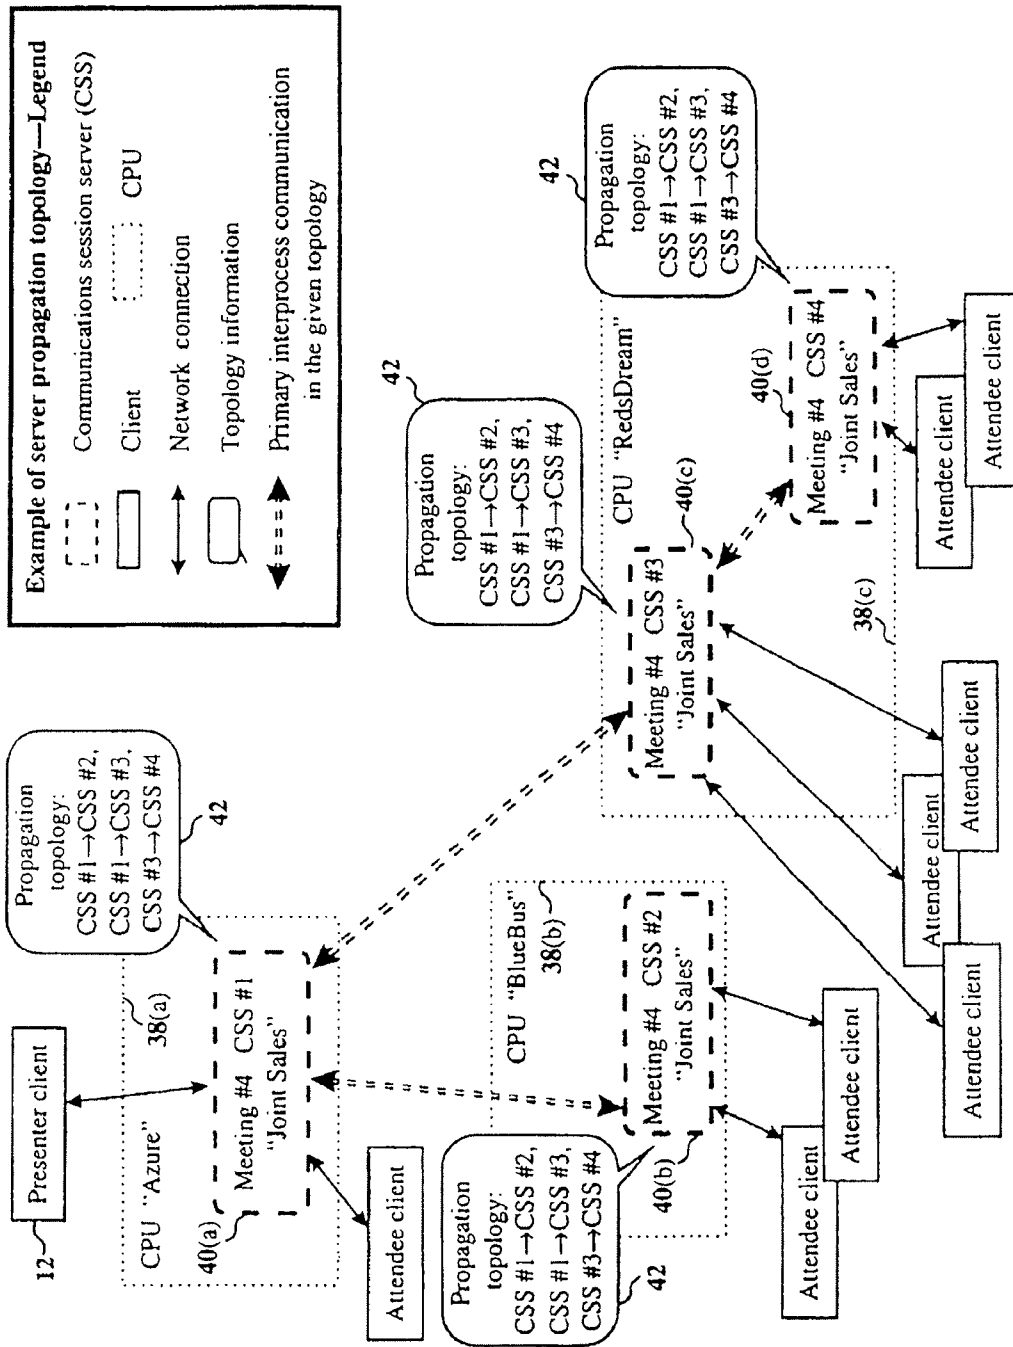 Example of server propagation topology—Legend
Communications session server (CSS)
Client
CPU
Network connection
Topology information
Primary interprocess communication
in the given topology
12
Presenter client
CPU "Azure"
38(a)
40(a)
Meeting #4 CSS #1
"Joint Sales"
Propagation
topology:
CSS #1→CSS #2,
CSS #1→CSS #3,
CSS #3→CSS #4
42
Attendee client
Propagation
topology:
CSS #1→CSS #2,
CSS #1→CSS #3,
CSS #3→CSS #4
42
CPU "BlueBus"
38(b)
40(b)
Meeting #4 CSS #2
"Joint Sales"
Attendee client
Attendee client
Propagation
topology:
CSS #1→CSS #2,
CSS #1→CSS #3,
CSS #3→CSS #4
42
CPU "RedsDream"
40(c)
Meeting #4 CSS #3
"Joint Sales"
38(c)
Attendee client
Attendee client
Attendee client
Propagation
topology:
CSS #1→CSS #2,
CSS #1→CSS #3,
CSS #3→CSS #4
42
40(d)
Meeting #4 CSS #4
"Joint Sales"
Attendee client
Attendee client